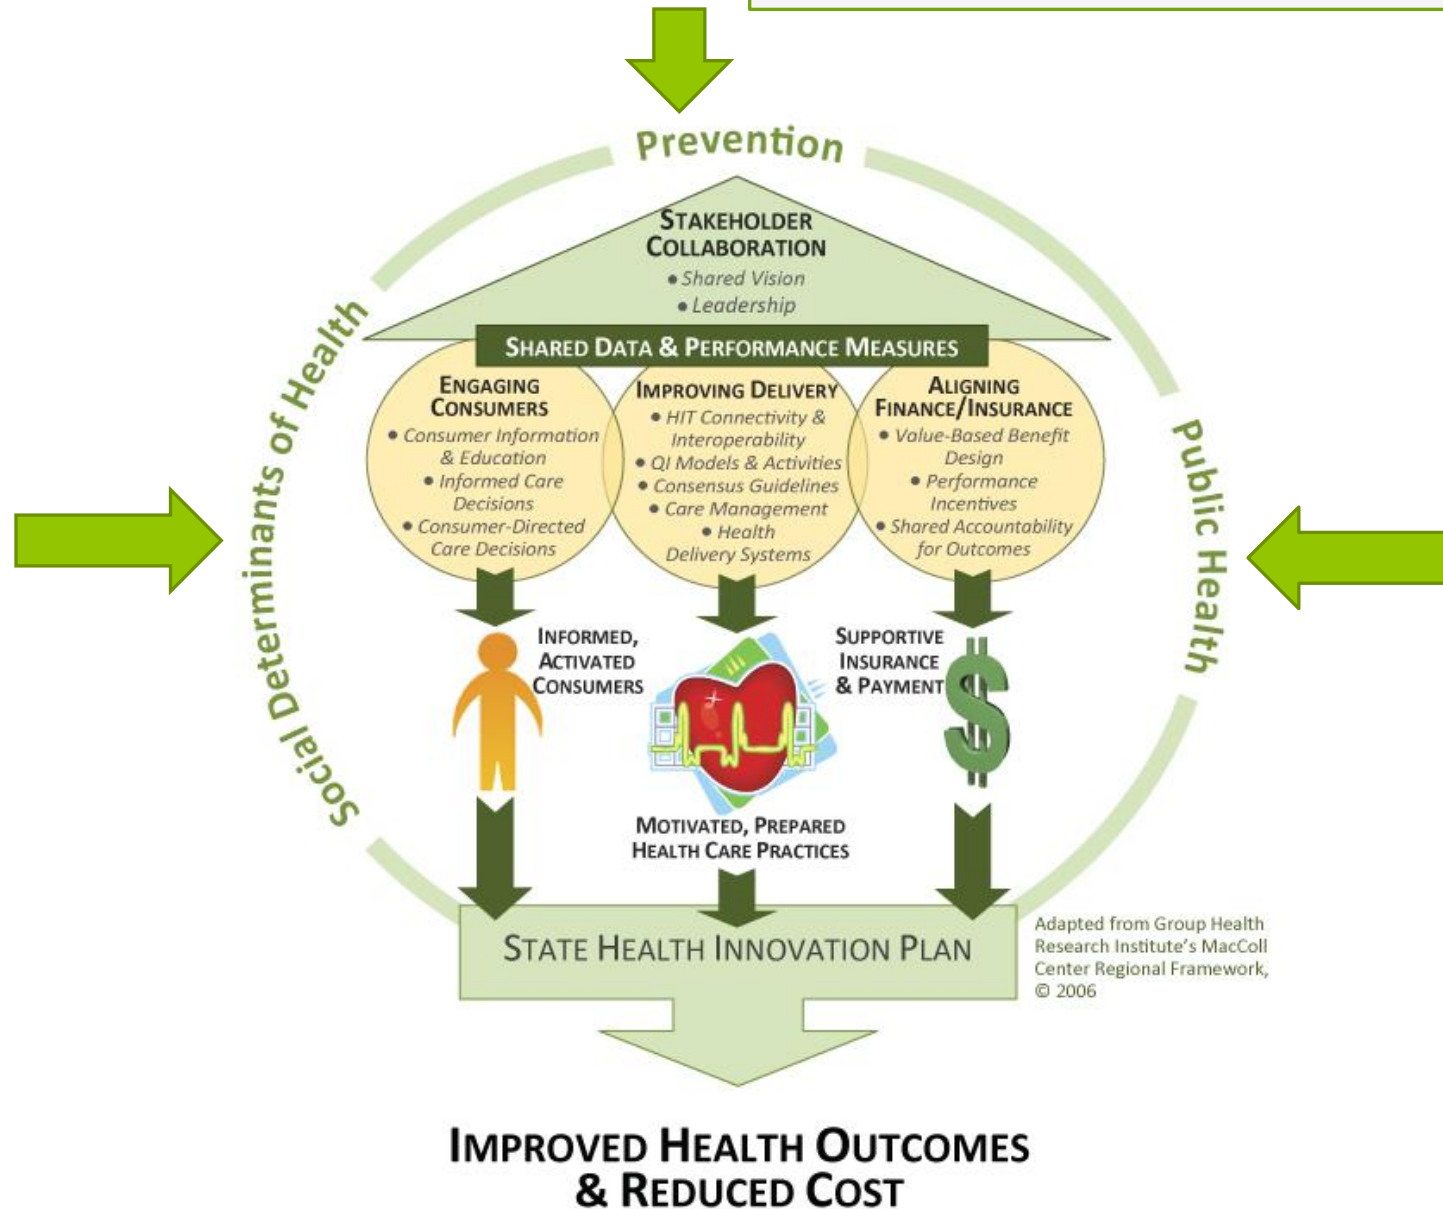 Prevention
Social Determinants of Health
Public Health
STAKEHOLDER
COLLABORATION
• Shared Vision
• Leadership
SHARED DATA & PERFORMANCE MEASURES
ENGAGING
CONSUMERS
• Consumer Information
& Education
• Informed Care
Decisions
• Consumer-Directed
Care Decisions
IMPROVING DELIVERY
• HIT Connectivity &
Interoperability
• QI Models & Activities
• Consensus Guidelines
• Care Management
• Health
Delivery Systems
ALIGNING
FINANCE/INSURANCE
• Value-Based Benefit
Design
• Performance
Incentives
• Shared Accountability
for Outcomes
INFORMED,
ACTIVATED
CONSUMERS
MOTIVATED, PREPARED
HEALTH CARE PRACTICES
SUPPORTIVE
INSURANCE
& PAYMENT
$
STATE HEALTH INNOVATION PLAN
Adapted from Group Health
Research Institute's MacColl
Center Regional Framework,
© 2006
IMPROVED HEALTH OUTCOMES
& REDUCED COST